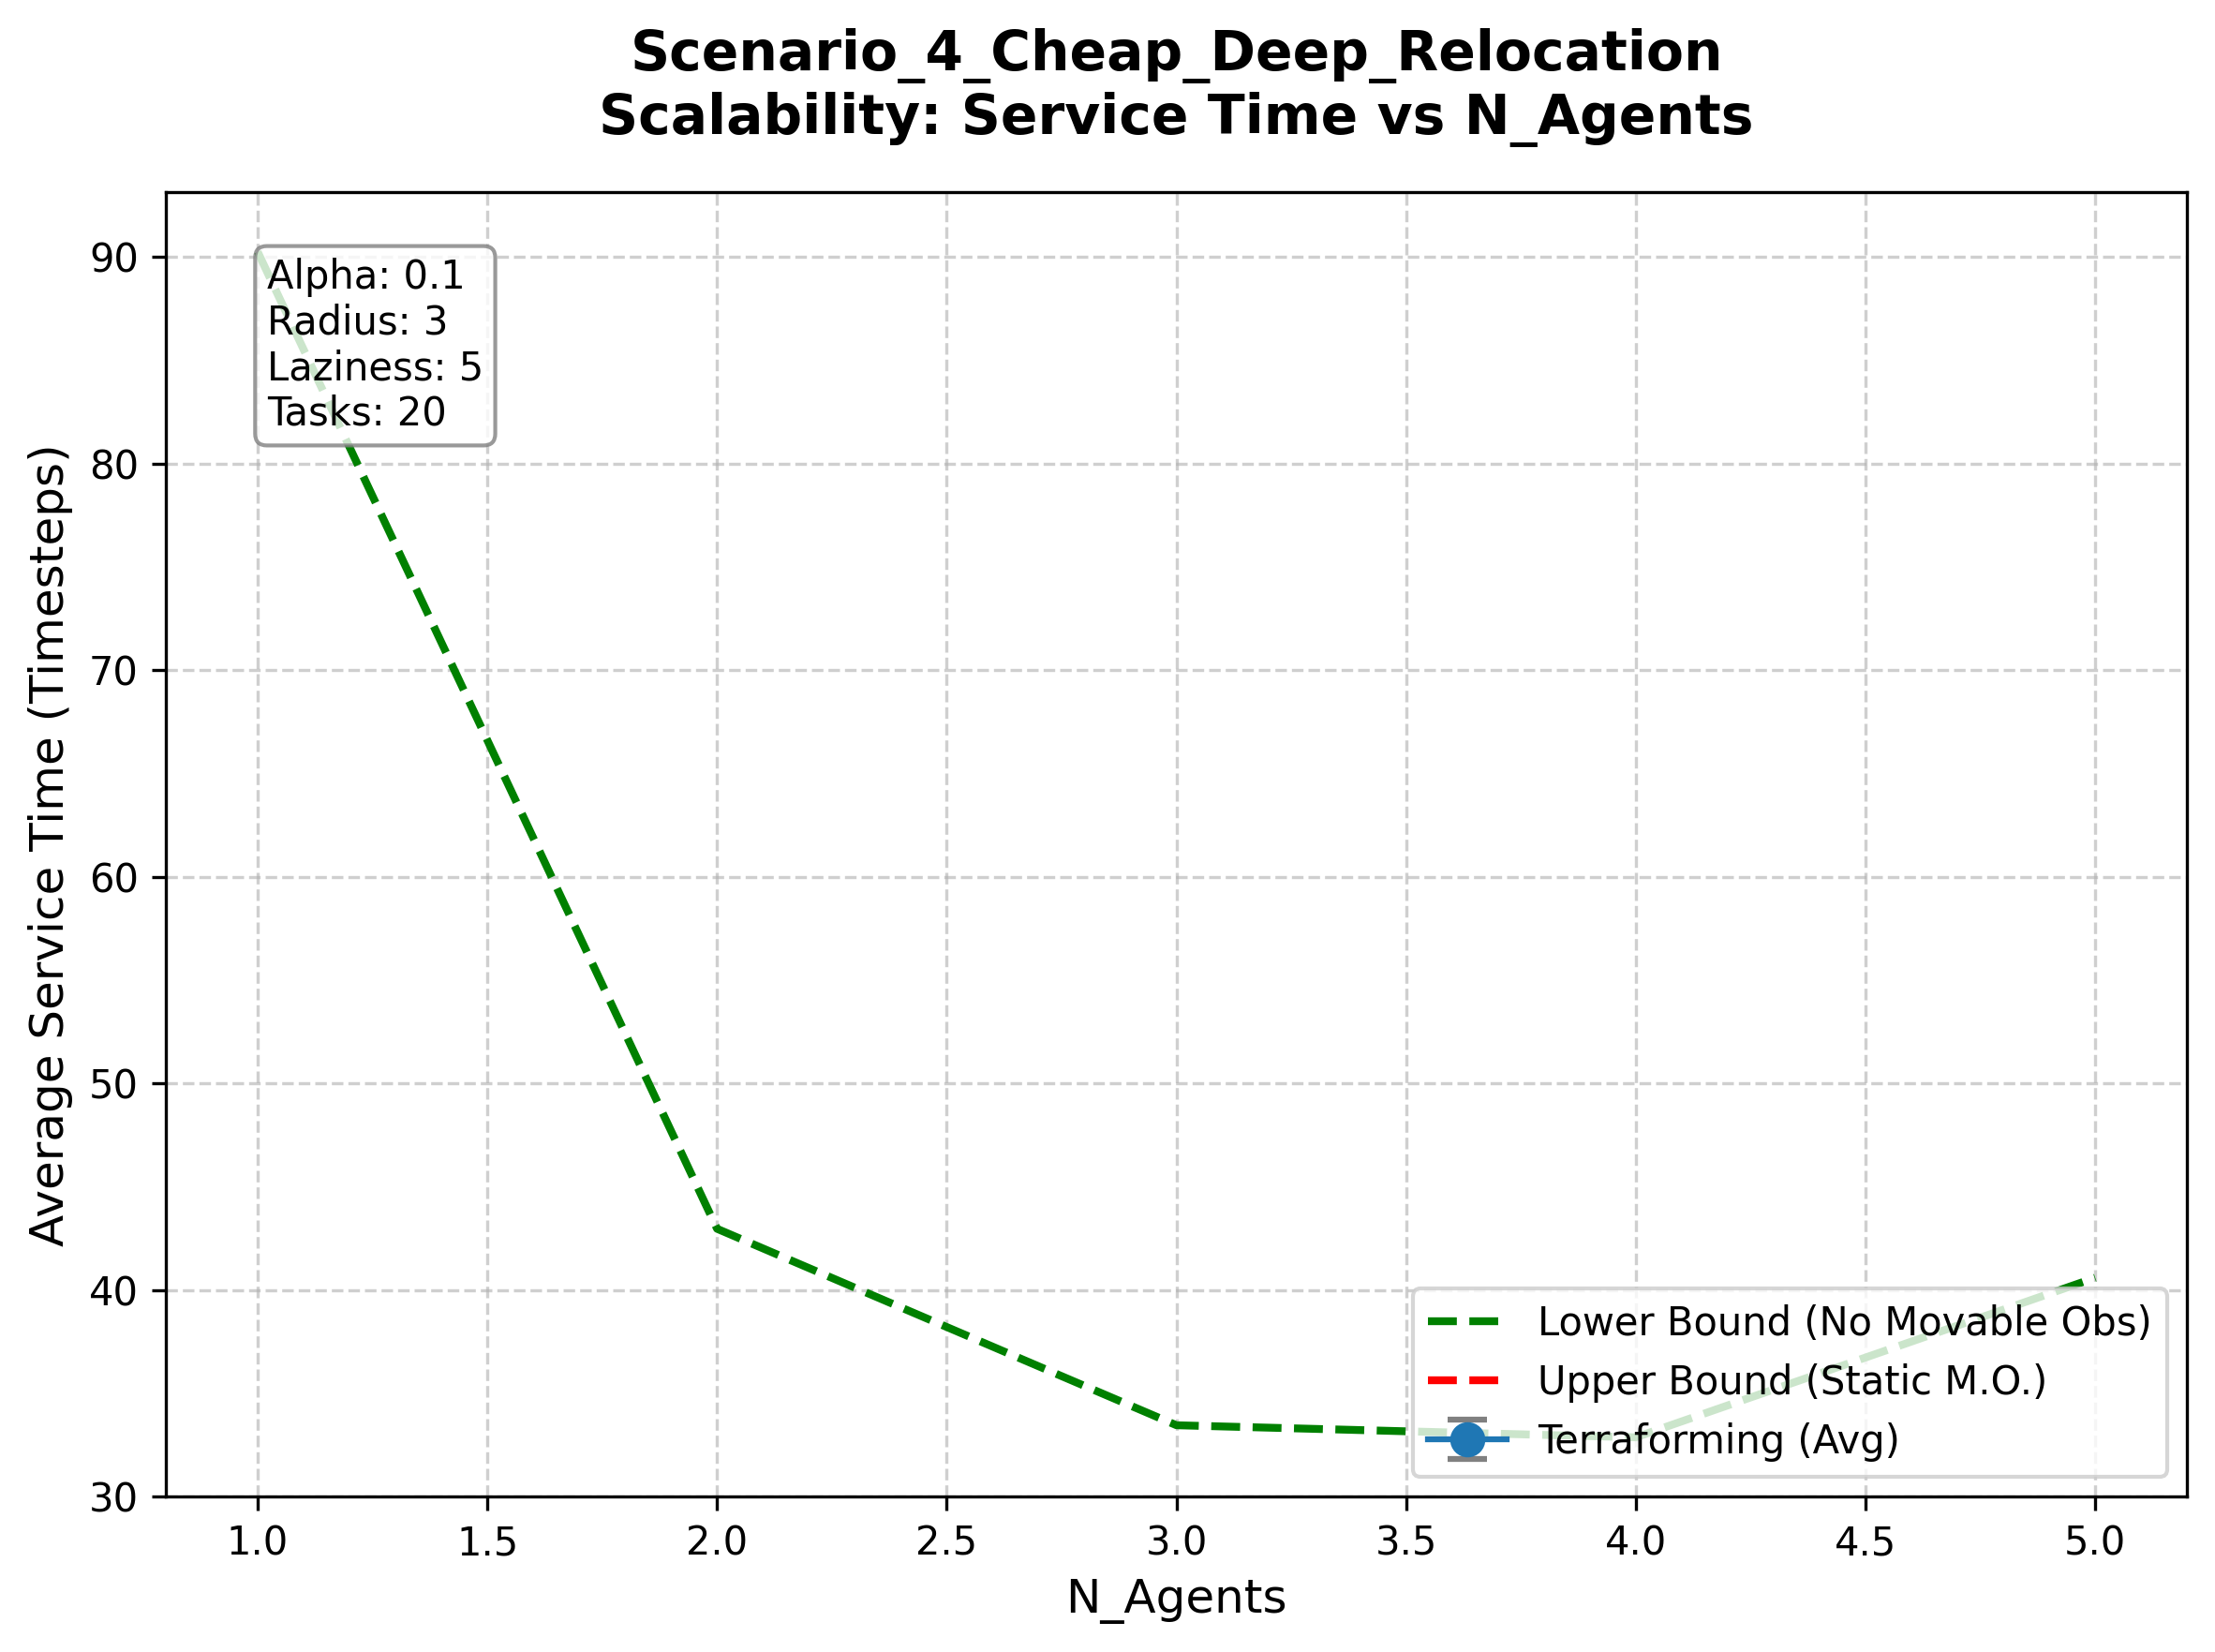 Scenario_4_Cheap_Deep_Relocation
Scalability: Service Time vs N_Agents
Average Service Time (Timesteps)
90
80
70
60
50
40
30
Alpha: 0.1
Radius: 3
Laziness: 5
Tasks: 20
Lower Bound (No Movable Obs)
Upper Bound (Static M.O.)
Terraforming (Avg)
1.0 1.5 2.0 2.5 3.0 3.5 4.0 4.5 5.0
N_Agents